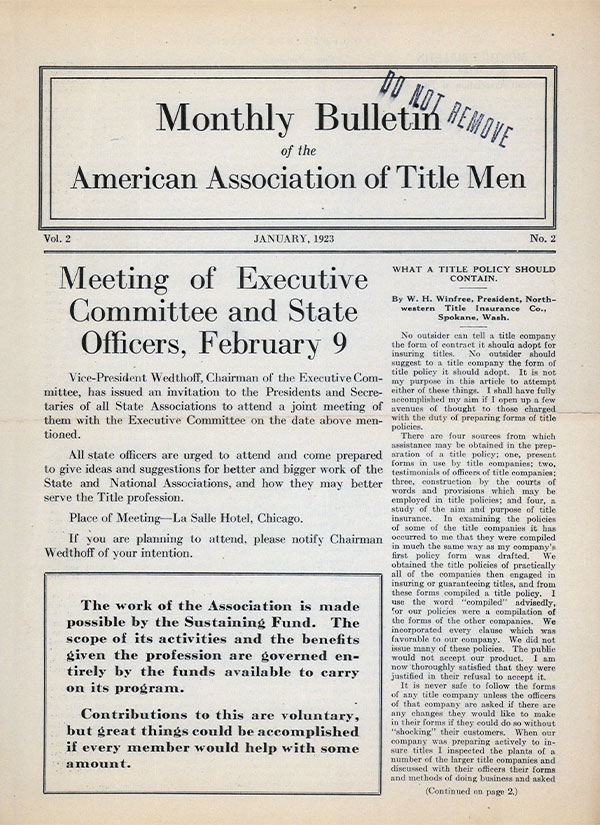 Monthly Bulletin
DO NOT REMOVE
of the
American Association of Title Men
Vol. 2 JANUARY, 1923 No. 2
Meeting of Executive
Committee and State
Officers, February 9
Vice-President Wedthoff, Chairman of the Executive Com-
mittee, has issued an invitation to the Presidents and Secre-
taries of all State Associations to attend a joint meeting of
them with the Executive Committee on the date above men-
tioned.
All state officers are urged to attend and come prepared
to give ideas and suggestions for better and bigger work of the
State and National Associations, and how they may better
serve the Title profession.
Place of Meeting—La Salle Hotel, Chicago.
If you are planning to attend, please notify Chairman
Wedthoff of your intention.
The work of the Association is made
possible by the Sustaining Fund. The
scope of its activities and the benefits
given the profession are governed en-
tirely by the funds available to carry
on its program.
Contributions to this are voluntary,
but great things could be accomplished
if every member would help with some
amount.
WHAT A TITLE POLICY SHOULD
CONTAIN.
By W. H. Winfree, President, North-
western Title Insurance Co.,
Spokane, Wash.
No outsider can tell a title company
the form of contract it should adopt for
insuring titles. No outsider should
suggest to a title company the form of
title policy it should adopt. It is not
my purpose in this article to attempt
either of these things. I shall have fully
accomplished my aim if I open up a few
avenues of thought to those charged
with the duty of preparing forms of title
policies.
There are four sources from which
assistance may be obtained in the prep-
aration of a title policy; one, present
forms in use by title companies; two,
testimonials of officers of title companies;
three, construction by the courts of
words and provisions which may be
employed in title policies; and four, a
study of the aim and purpose of title
insurance. In examining the policies
of some of the title companies it has
occurred to me that they were compiled
in much the same way as my company's
first policy form was drafted. We
obtained the title policies of practically
all of the companies then engaged in
insuring or guaranteeing titles, and from
these forms compiled a title policy. I
use the word "compiled" advisedly,
for our policies were a compilation of
the forms of the other companies. We
incorporated every clause which was
favorable to our company. We did not
issue many of these policies. The public
would not accept our product. I am
now thoroughly satisfied that they were
justified in their refusal to accept it.
It is never safe to follow the forms
of any title company unless the officers
of that company are asked if there are
any changes they would like to make
in their forms if they could do so without
"shocking" their customers. When our
company was preparing actively to in-
sure titles I inspected the plants of a
number of the larger title companies and
discussed with their officers their forms
and methods of doing business and asked
(Continued on page 2.)